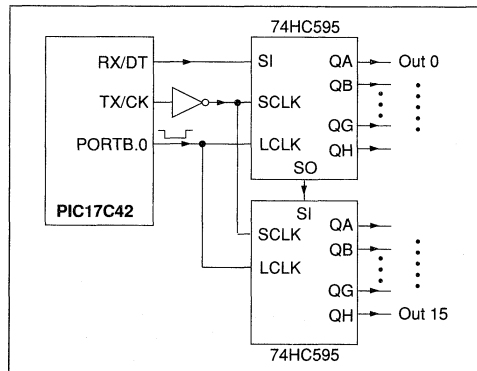 74HC595
RX/DT
SI
QA
Out 0
QB
TX/CK
SCLK
PORTB.0
LCLK
QG
QH
SO
PIC17C42
SI
QA
SCLK
QB
LCLK
QG
QH
Out 15
74HC595